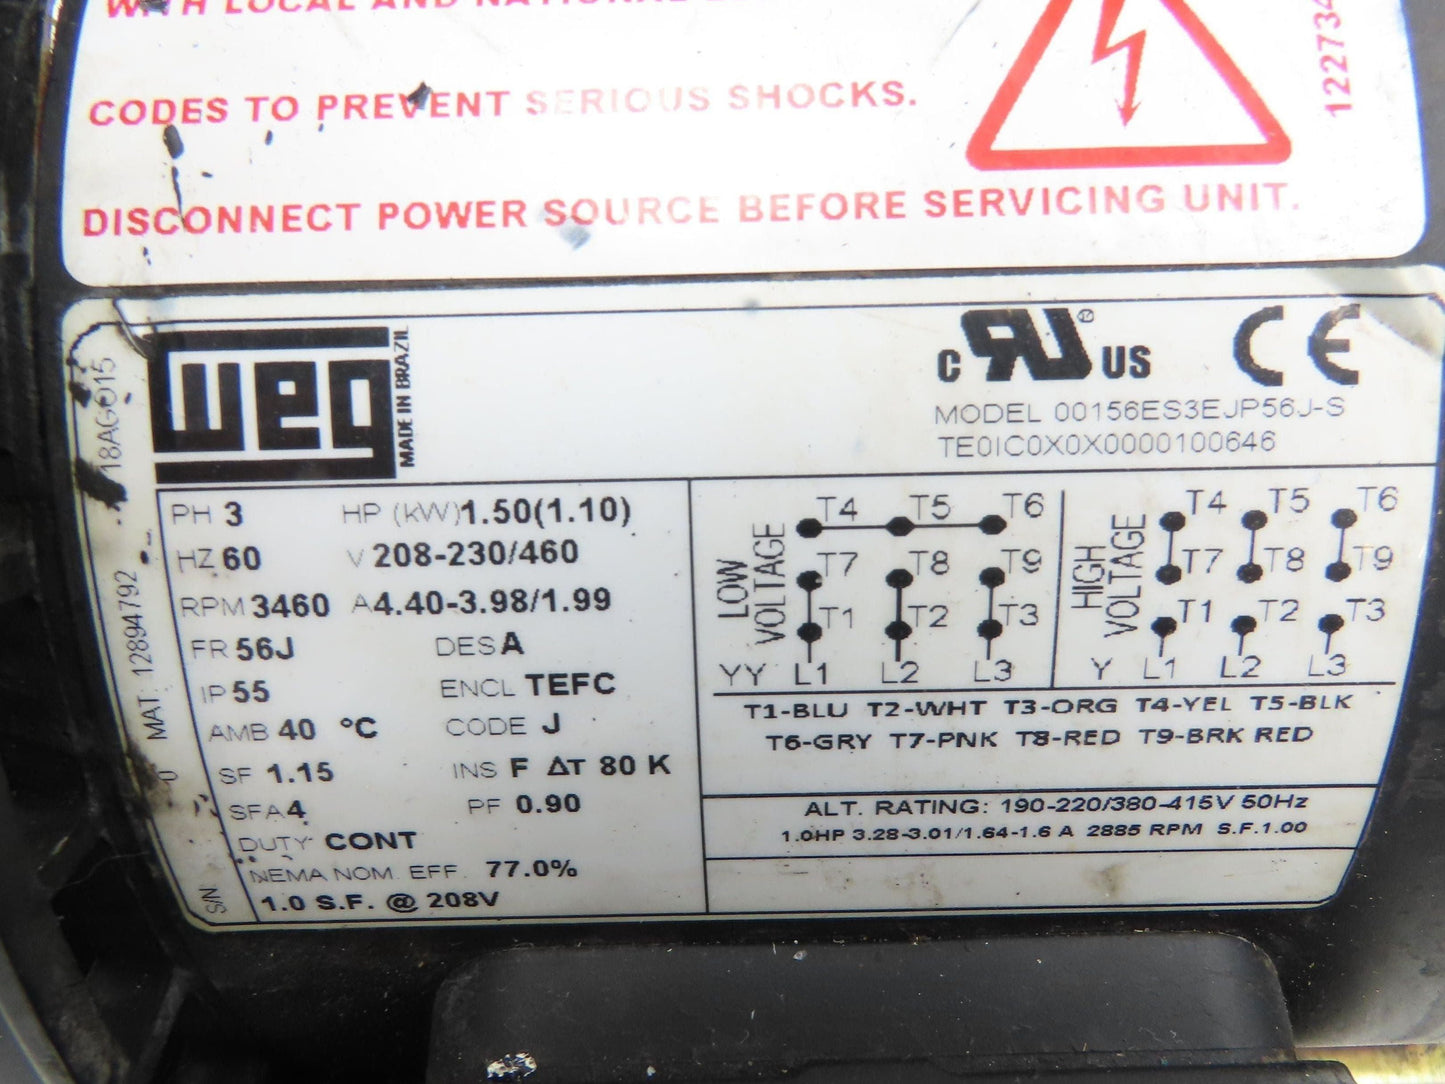 WITH LOCAL AND NATIONAL
CODES TO PREVENT SERIOUS SHOCKS.
DISCONNECT POWER SOURCE BEFORE SERVICING UNIT.
weg
MADE IN BRAZIL
c RU® US CE
MODEL 00156ES3EJP56J-S
TE0IC0X0X0000100646
18AGO15
MAT. 12894792
S/N
PH 3 HP (kW) 1.50(1.10)
HZ 60 V 208-230/460
RPM 3460 A 4.40-3.98/1.99
FR 56J DES A
IP 55 ENCL TEFC
AMB 40 °C CODE J
SF 1.15 INS F ΔT 80 K
SFA 4 PF 0.90
DUTY CONT
NEMA NOM. EFF. 77.0%
1.0 S.F. @ 208V
LOW VOLTAGE
T4 T5 T6
T7 T8 T9
T1 T2 T3
YY L1 L2 L3
HIGH VOLTAGE
T4 T5 T6
T7 T8 T9
T1 T2 T3
Y L1 L2 L3
T1-BLU T2-WHT T3-ORG T4-YEL T5-BLK
T6-GRY T7-PNK T8-RED T9-BRK RED
ALT. RATING: 190-220/380-415V 50Hz
1.0HP 3.28-3.01/1.64-1.6 A 2885 RPM S.F.1.00